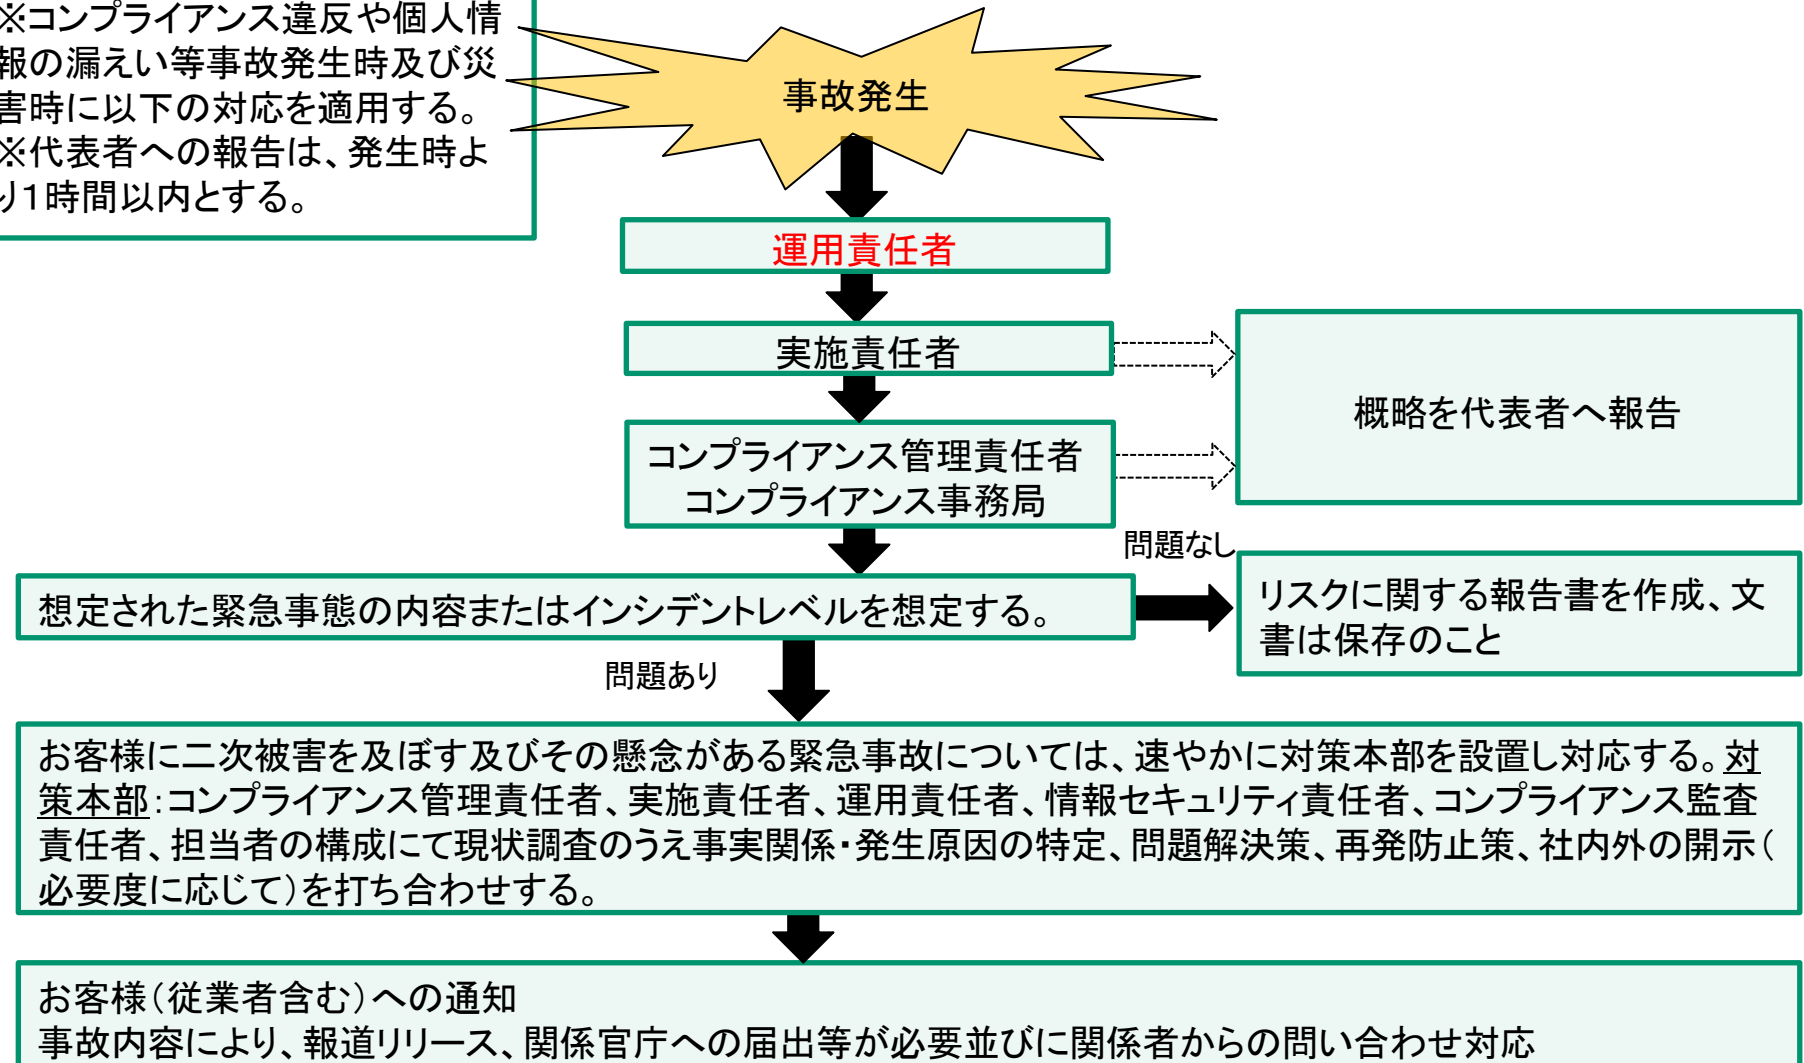 ※コンプライアンス違反や個人情
報の漏えい等事故発生時及び災
害時に以下の対応を適用する。
※代表者への報告は、発生時よ
り1時間以内とする。
事故発生
運用責任者
実施責任者
概略を代表者へ報告
コンプライアンス管理責任者
コンプライアンス事務局
問題なし
想定された緊急事態の内容またはインシデントレベルを想定する。
リスクに関する報告書を作成、文
書は保存のこと
問題あり
お客様に二次被害を及ぼす及びその懸念がある緊急事故については、速やかに対策本部を設置し対応する。対
策本部:コンプライアンス管理責任者、実施責任者、運用責任者、情報セキュリティ責任者、コンプライアンス監査
責任者、担当者の構成にて現状調査のうえ事実関係・発生原因の特定、問題解決策、再発防止策、社内外の開示(
必要度に応じて)を打ち合わせする。
お客様(従業者含む)への通知
事故内容により、報道リリース、関係官庁への届出等が必要並びに関係者からの問い合わせ対応